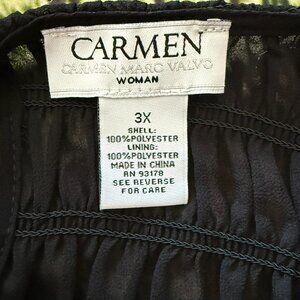 CARMEN
CARMEN MARC VALVO
WOMAN
3X
SHELL:
100%POLYESTER
LINING:
100%POLYESTER
MADE IN CHINA
RN 93178
SEE REVERSE
FOR CARE